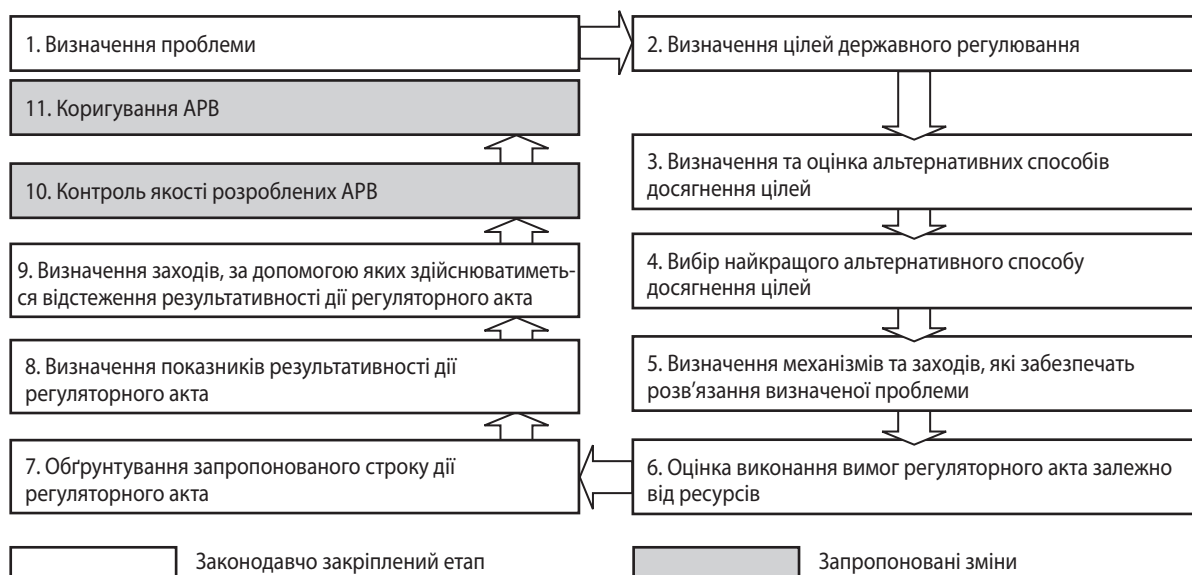 1. Визначення проблеми
2. Визначення цілей державного регулювання
3. Визначення та оцінка альтернативних способів
досягнення цілей
4. Вибір найкращого альтернативного способу
досягнення цілей
5. Визначення механізмів та заходів, які забезпечать
розв'язання визначеної проблеми
6. Оцінка виконання вимог регуляторного акта залежно
від ресурсів
7. Обґрунтування запропонованого строку дії
регуляторного акта
8. Визначення показників результативності дії
регуляторного акта
9. Визначення заходів, за допомогою яких здійснюватиметь-
ся відстеження результативності дії регуляторного акта
10. Контроль якості розроблених АРВ
11. Коригування АРВ
Законодавчо закріплений етап
Запропоновані зміни